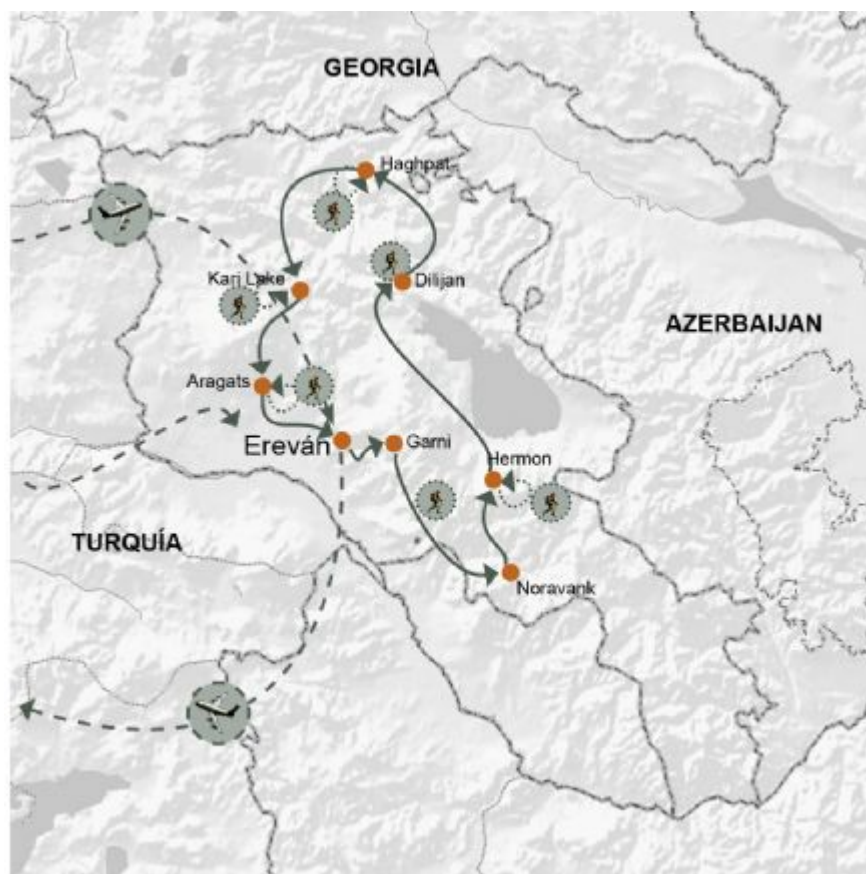 GEORGIA
Haghpat
Kari Lake
Dilijan
AZERBAIJAN
Aragats
Ereván
Garni
Hermon
TURQUÍA
Noravank